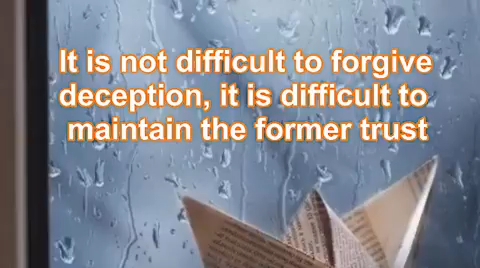 It is not difficult to forgive
deception, it is difficult to
maintain the former trust